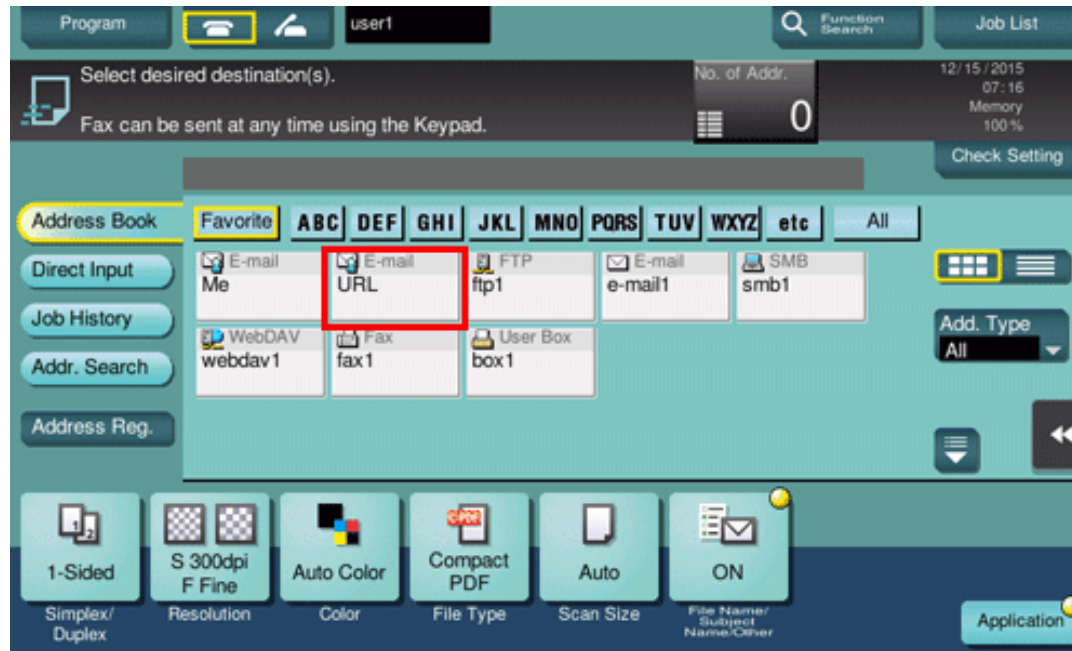 Program
user1
Function
Search
Job List
Select desired destination(s).
No. of Addr.
0
12/15/2015
07:16
Memory
100%
Fax can be sent at any time using the Keypad.
Check Setting
Address Book
Favorite ABC DEF GHI JKL MNO PQRS TUV WXYZ etc All
Direct Input
Job History
Addr. Search
Address Reg.
E-mail
Me
E-mail
URL
FTP
ftp1
E-mail
e-mail1
SMB
smb1
WebDAV
webdav1
Fax
fax1
User Box
box1
Add. Type
All
1 2
1-Sided
Simplex/
Duplex
S 300dpi
F Fine
Resolution
Auto Color
Color
CPDF
Compact
PDF
File Type
Auto
Scan Size
ON
File Name/
Subject
Name/Other
Application